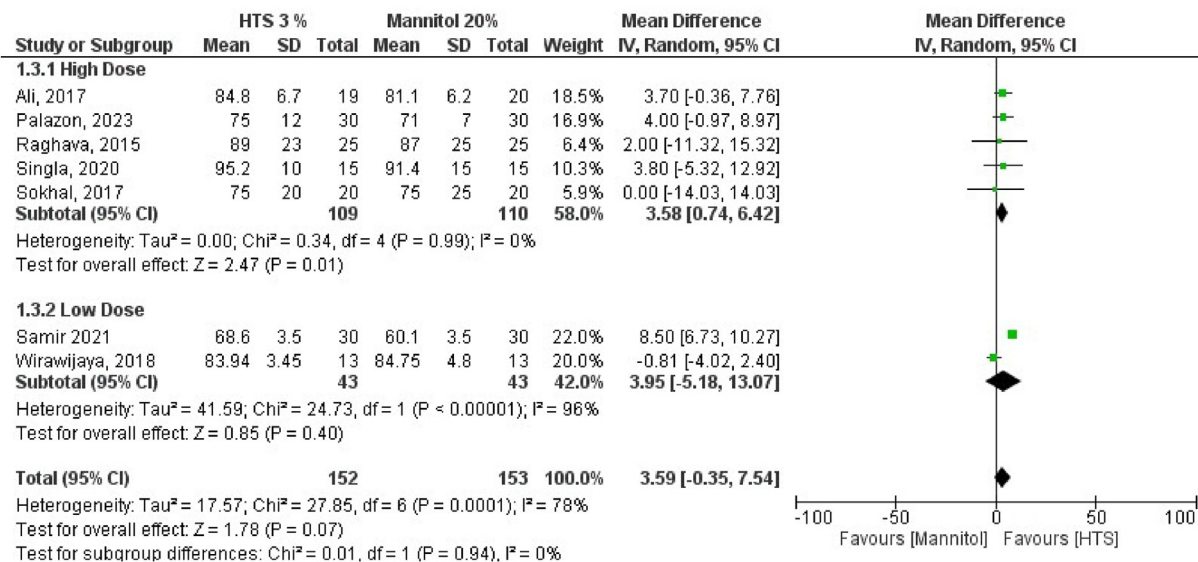 HTS 3 % Mannitol 20% Mean Difference Mean Difference
Study or Subgroup Mean SD Total Mean SD Total Weight IV, Random, 95% CI IV, Random, 95% CI
1.3.1 High Dose
Ali, 2017 84.8 6.7 19 81.1 6.2 20 18.5% 3.70 [-0.36, 7.76]
Palazon, 2023 75 12 30 71 7 30 16.9% 4.00 [-0.97, 8.97]
Raghava, 2015 89 23 25 87 25 25 6.4% 2.00 [-11.32, 15.32]
Singla, 2020 95.2 10 15 91.4 15 15 10.3% 3.80 [-5.32, 12.92]
Sokhal, 2017 75 20 20 75 25 20 5.9% 0.00 [-14.03, 14.03]
Subtotal (95% CI) 109 110 58.0% 3.58 [0.74, 6.42]
Heterogeneity: Tau² = 0.00; Chi² = 0.34, df = 4 (P = 0.99); I² = 0%
Test for overall effect: Z = 2.47 (P = 0.01)
1.3.2 Low Dose
Samir 2021 68.6 3.5 30 60.1 3.5 30 22.0% 8.50 [6.73, 10.27]
Wirawijaya, 2018 83.94 3.45 13 84.75 4.8 13 20.0% -0.81 [-4.02, 2.40]
Subtotal (95% CI) 43 43 42.0% 3.95 [-5.18, 13.07]
Heterogeneity: Tau² = 41.59; Chi² = 24.73, df = 1 (P < 0.00001); I² = 96%
Test for overall effect: Z = 0.85 (P = 0.40)
Total (95% CI) 152 153 100.0% 3.59 [-0.35, 7.54]
Heterogeneity: Tau² = 17.57; Chi² = 27.85, df = 6 (P = 0.0001); I² = 78%
Test for overall effect: Z = 1.78 (P = 0.07)
Test for subgroup differences: Chi² = 0.01, df = 1 (P = 0.94), I² = 0%
-100 -50 0 50 100
Favours [Mannitol] Favours [HTS]